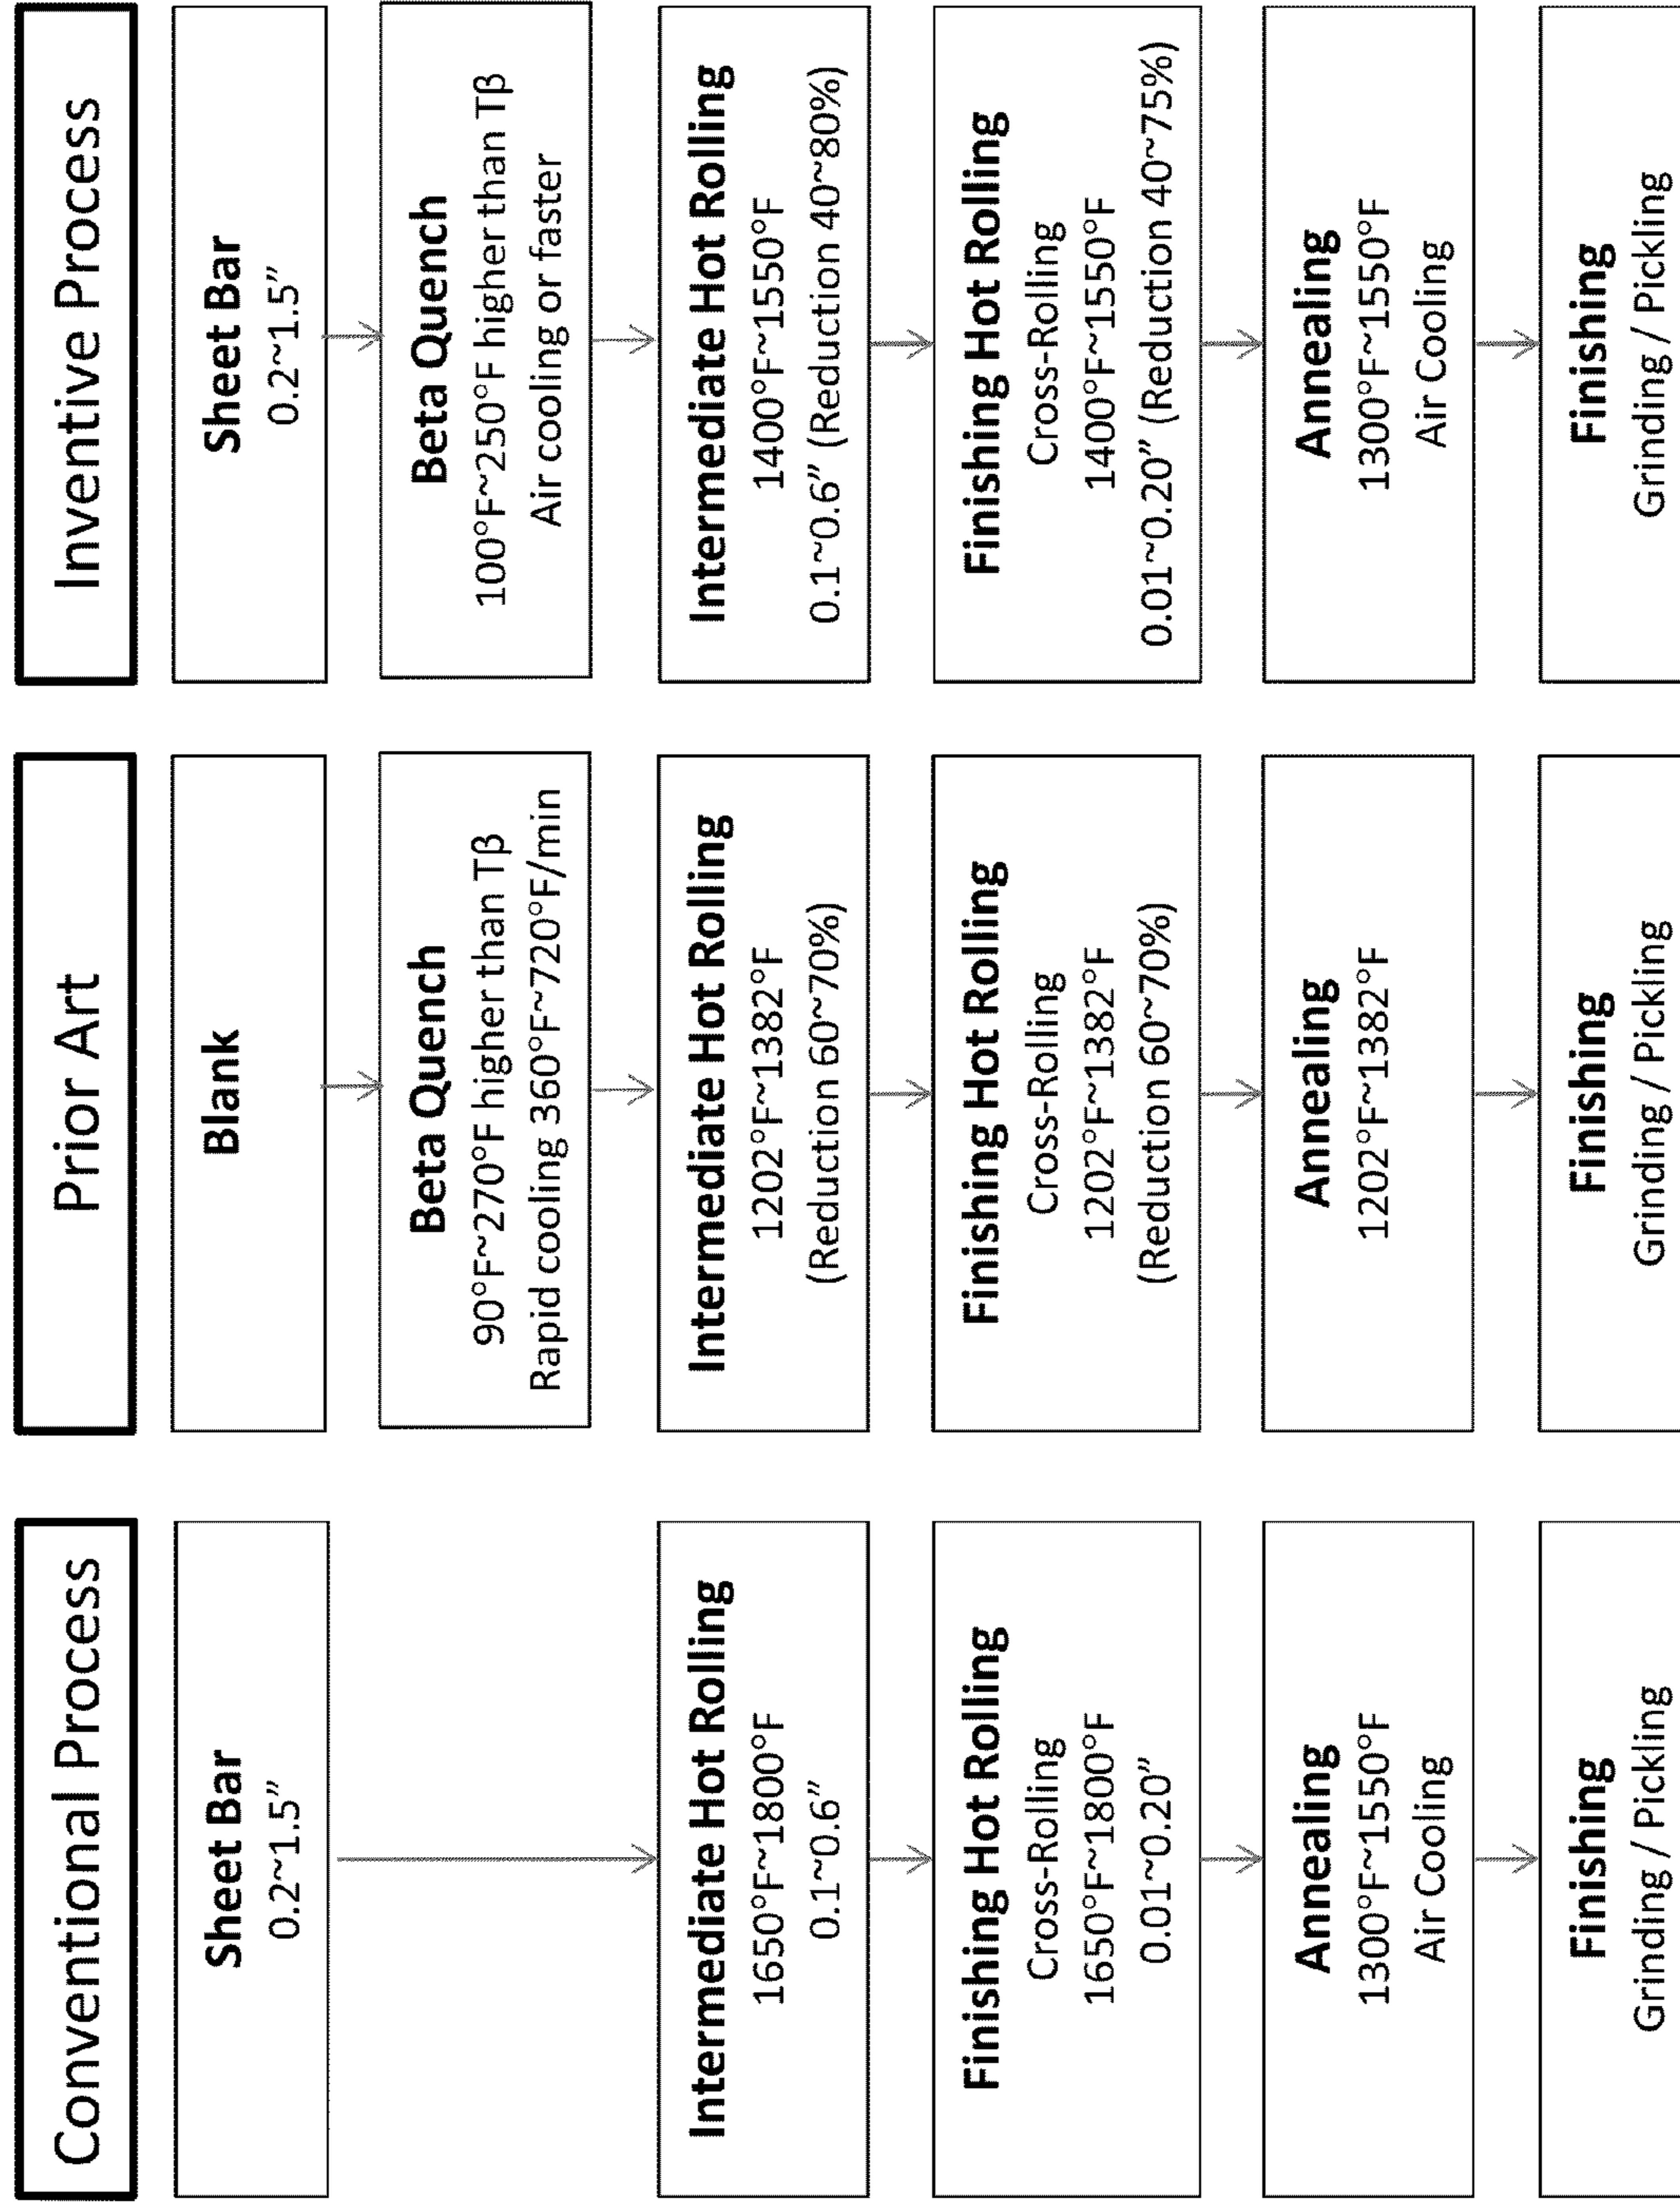 Conventional Process
Sheet Bar
0.2~1.5”
Intermediate Hot Rolling
1650°F~1800°F
0.1~0.6”
Finishing Hot Rolling
Cross-Rolling
1650°F~1800°F
0.01~0.20”
Annealing
1300°F~1550°F
Air Cooling
Finishing
Grinding / Pickling
Prior Art
Blank
Beta Quench
90°F~270°F higher than Tβ
Rapid cooling 360°F~720°F/min
Intermediate Hot Rolling
1202°F~1382°F
(Reduction 60~70%)
Finishing Hot Rolling
Cross-Rolling
1202°F~1382°F
(Reduction 60~70%)
Annealing
1202°F~1382°F
Finishing
Grinding / Pickling
Inventive Process
Sheet Bar
0.2~1.5”
Beta Quench
100°F~250°F higher than Tβ
Air cooling or faster
Intermediate Hot Rolling
1400°F~1550°F
0.1~0.6” (Reduction 40~80%)
Finishing Hot Rolling
Cross-Rolling
1400°F~1550°F
0.01~0.20” (Reduction 40~75%)
Annealing
1300°F~1550°F
Air Cooling
Finishing
Grinding / Pickling